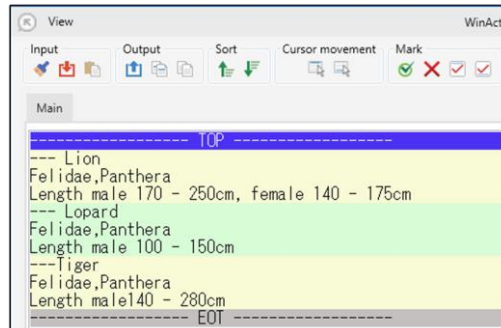 View WinAct
Input Output Sort Cursor movement Mark
Main
------------------ TOP ------------------
--- Lion
Felidae,Panthera
Length male 170 - 250cm, female 140 - 175cm
--- Lopard
Felidae,Panthera
Length male 100 - 150cm
---Tiger
Felidae,Panthera
Length male140 - 280cm
------------------ EOT ------------------